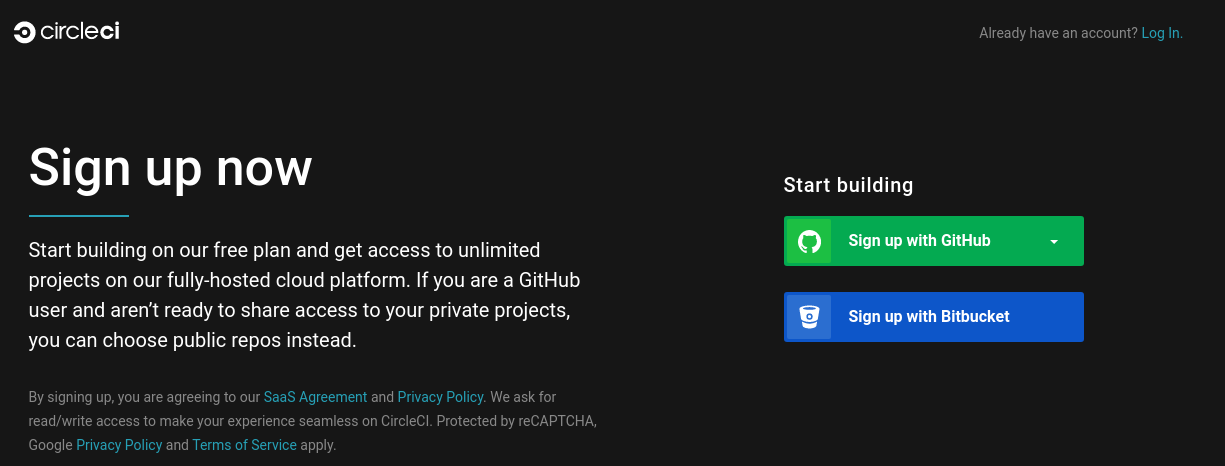 circleci
Already have an account? Log In.
Sign up now
Start building on our free plan and get access to unlimited
projects on our fully-hosted cloud platform. If you are a GitHub
user and aren’t ready to share access to your private projects,
you can choose public repos instead.
By signing up, you are agreeing to our SaaS Agreement and Privacy Policy. We ask for
read/write access to make your experience seamless on CircleCI. Protected by reCAPTCHA,
Google Privacy Policy and Terms of Service apply.
Start building
Sign up with GitHub
Sign up with Bitbucket